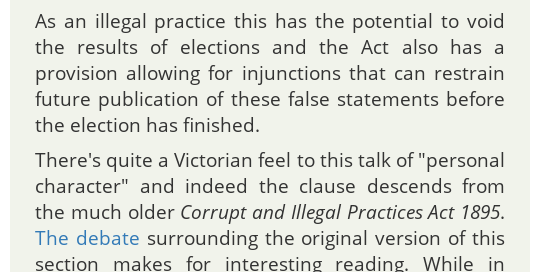 As an illegal practice this has the potential to void
the results of elections and the Act also has a
provision allowing for injunctions that can restrain
future publication of these false statements before
the election has finished.
There's quite a Victorian feel to this talk of "personal
character" and indeed the clause descends from
the much older Corrupt and Illegal Practices Act 1895.
The debate surrounding the original version of this
section makes for interesting reading. While in